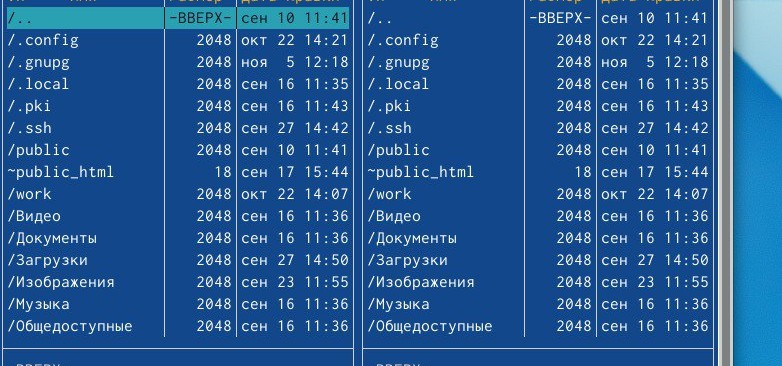 /.. -ВВЕРХ- сен 10 11:41 /.. -ВВЕРХ- сен 10 11:41
/.config 2048 окт 22 14:21 /.config 2048 окт 22 14:21
/.gnupg 2048 ноя 5 12:18 /.gnupg 2048 ноя 5 12:18
/.local 2048 сен 16 11:35 /.local 2048 сен 16 11:35
/.pki 2048 сен 16 11:43 /.pki 2048 сен 16 11:43
/.ssh 2048 сен 27 14:42 /.ssh 2048 сен 27 14:42
/public 2048 сен 10 11:41 /public 2048 сен 10 11:41
~public_html 18 сен 17 15:44 ~public_html 18 сен 17 15:44
/work 2048 окт 22 14:07 /work 2048 окт 22 14:07
/Видео 2048 сен 16 11:36 /Видео 2048 сен 16 11:36
/Документы 2048 сен 16 11:36 /Документы 2048 сен 16 11:36
/Загрузки 2048 сен 27 14:50 /Загрузки 2048 сен 27 14:50
/Изображения 2048 сен 23 11:55 /Изображения 2048 сен 23 11:55
/Музыка 2048 сен 16 11:36 /Музыка 2048 сен 16 11:36
/Общедоступные 2048 сен 16 11:36 /Общедоступные 2048 сен 16 11:36